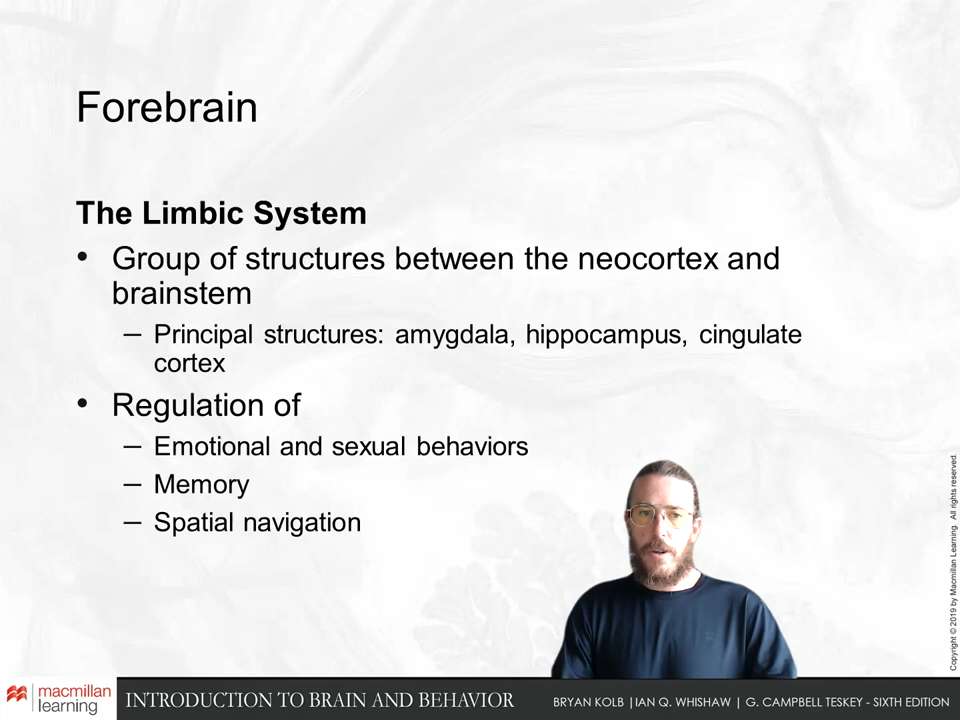 Forebrain
The Limbic System
• Group of structures between the neocortex and
brainstem
– Principal structures: amygdala, hippocampus, cingulate
cortex
• Regulation of
– Emotional and sexual behaviors
– Memory
– Spatial navigation
Copyright © 2019 by Macmillan Learning. All rights reserved.
macmillan
learning
INTRODUCTION TO BRAIN AND BEHAVIOR
BRYAN KOLB |IAN Q. WHISHAW | G. CAMPBELL TESKEY - SIXTH EDITION